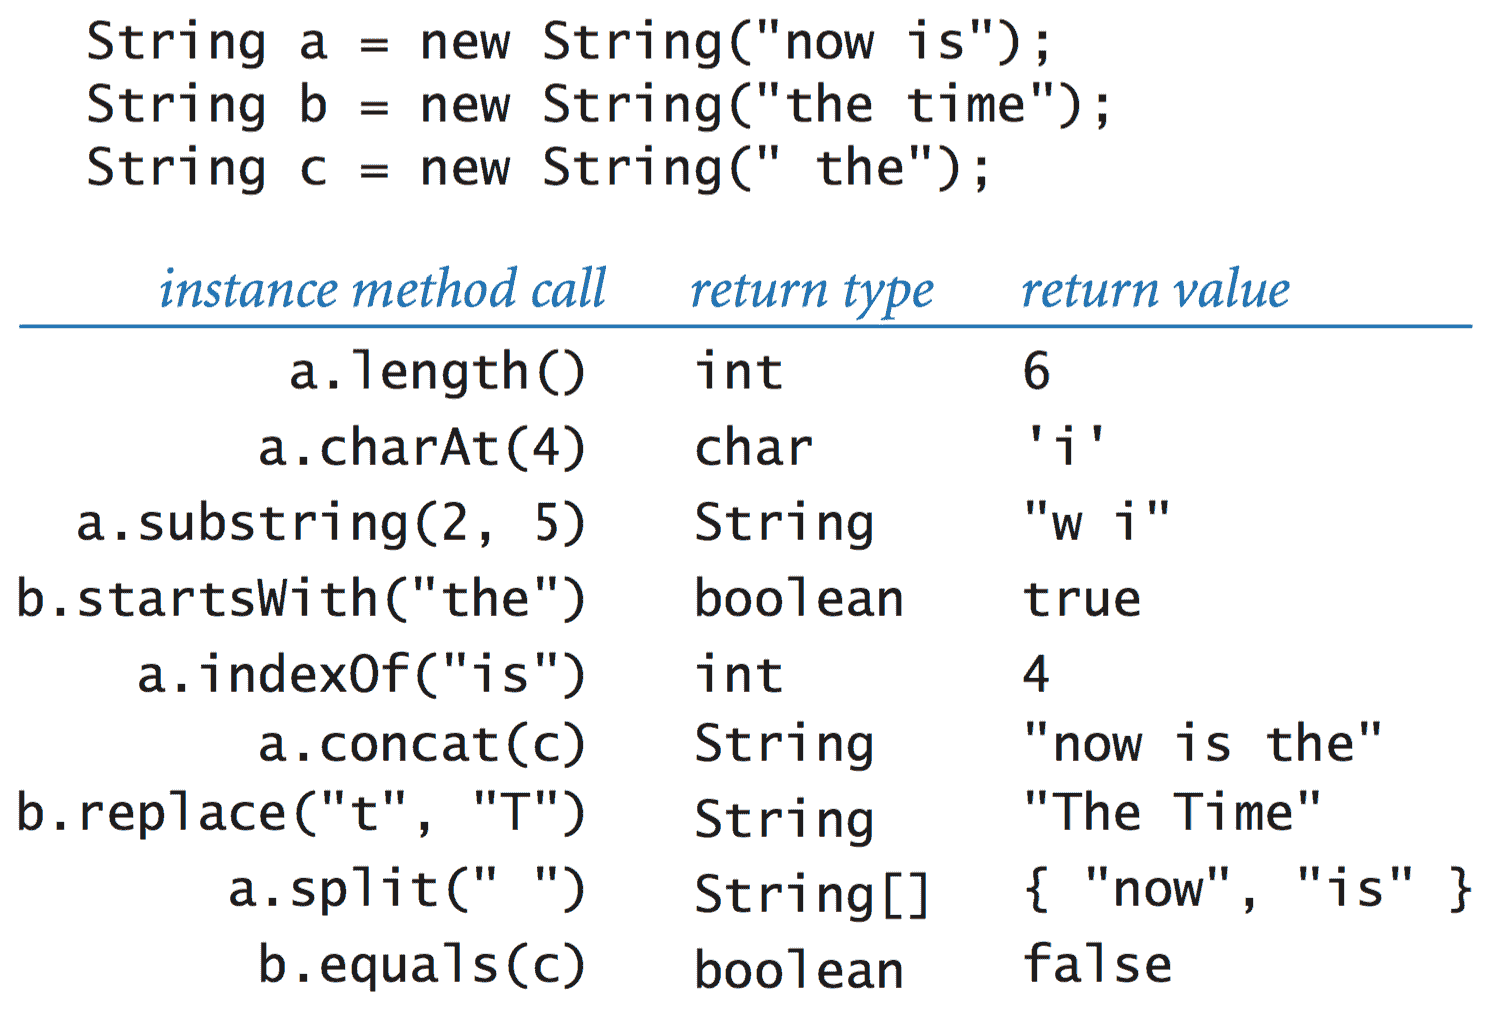 String a = new String("now is");
String b = new String("the time");
String c = new String(" the");
instance method call return type return value
a.length() int 6
a.charAt(4) char 'i'
a.substring(2, 5) String "w i"
b.startsWith("the") boolean true
a.indexOf("is") int 4
a.concat(c) String "now is the"
b.replace("t", "T") String "The Time"
a.split(" ") String[] { "now", "is" }
b.equals(c) boolean false